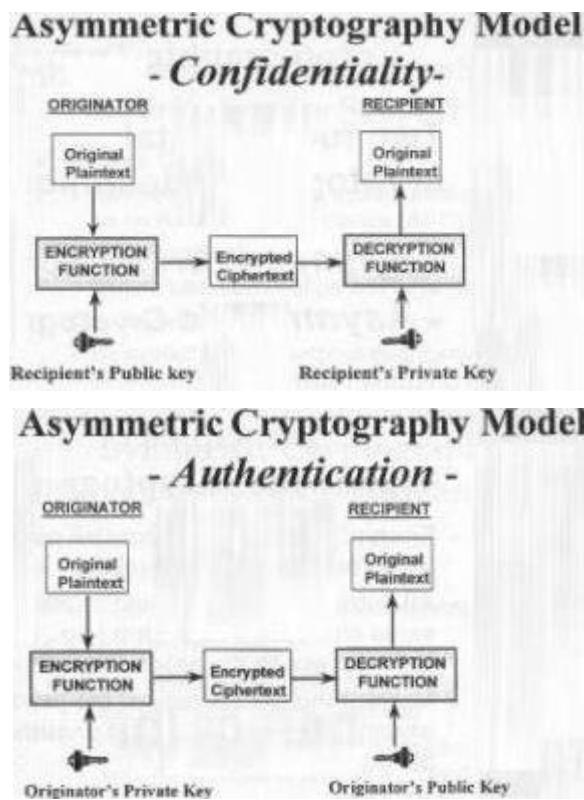 Asymmetric Cryptography Model
- Confidentiality-
ORIGINATOR RECIPIENT
Original
Plaintext
Original
Plaintext
ENCRYPTION
FUNCTION
Encrypted
Ciphertext
DECRYPTION
FUNCTION
Recipient's Public key Recipient's Private Key
Asymmetric Cryptography Model
- Authentication -
ORIGINATOR RECIPIENT
Original
Plaintext
Original
Plaintext
ENCRYPTION
FUNCTION
Encrypted
Ciphertext
DECRYPTION
FUNCTION
Originator's Private Key Originator's Public Key